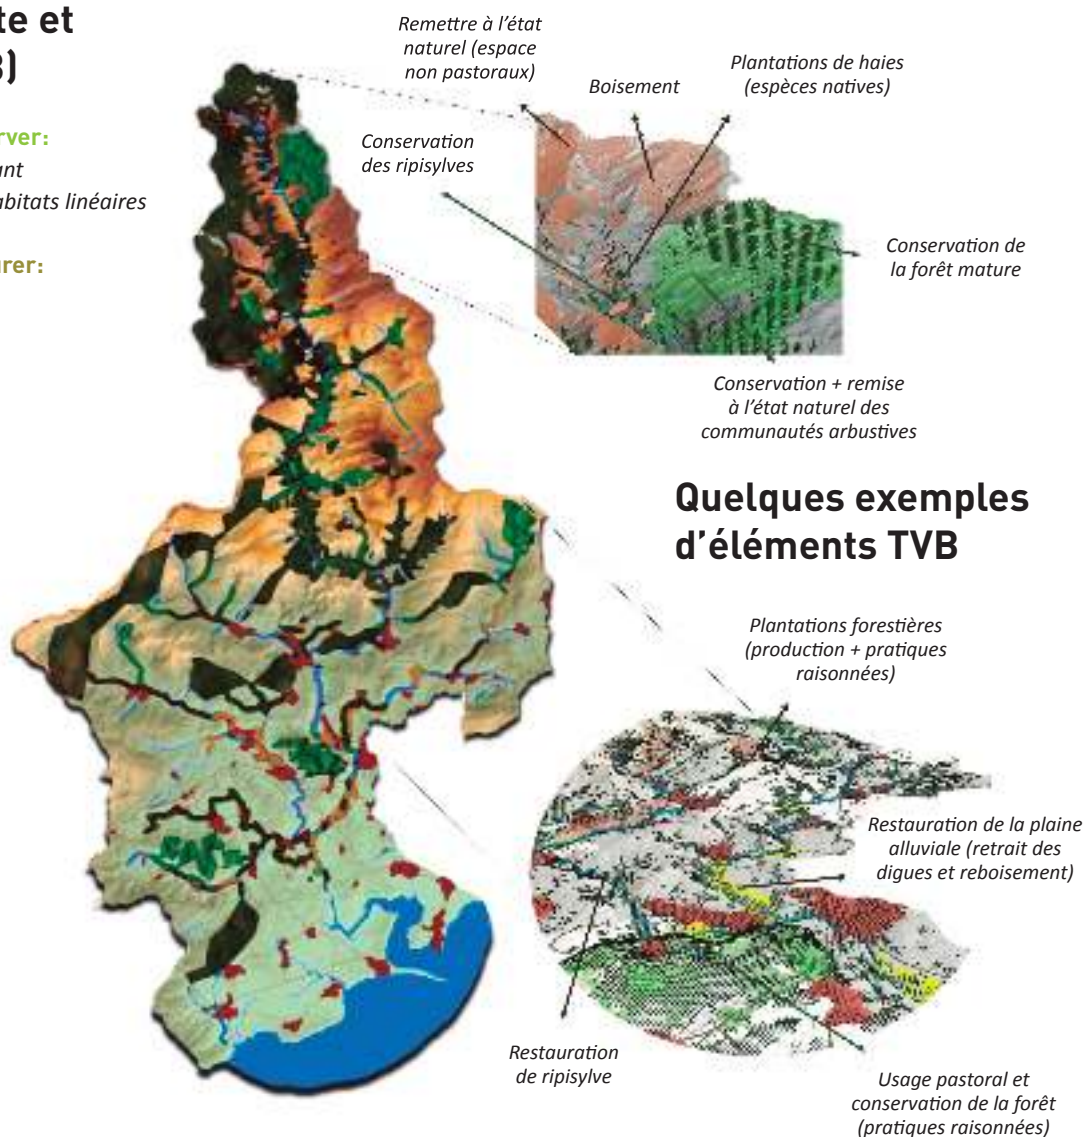 te et
B)
rver:
ant
abitats linéaires
urer:
Remettre à l'état
naturel (espace
non pastoraux)
Boisement
Plantations de haies
(espèces natives)
Conservation
des ripisylves
Conservation de
la forêt mature
Conservation + remise
à l'état naturel des
communautés arbustives
Quelques exemples
d'éléments TVB
Plantations forestières
(production + pratiques
raisonnées)
Restauration de la plaine
alluviale (retrait des
digues et reboisement)
Restauration
de ripisylve
Usage pastoral et
conservation de la forêt
(pratiques raisonnées)